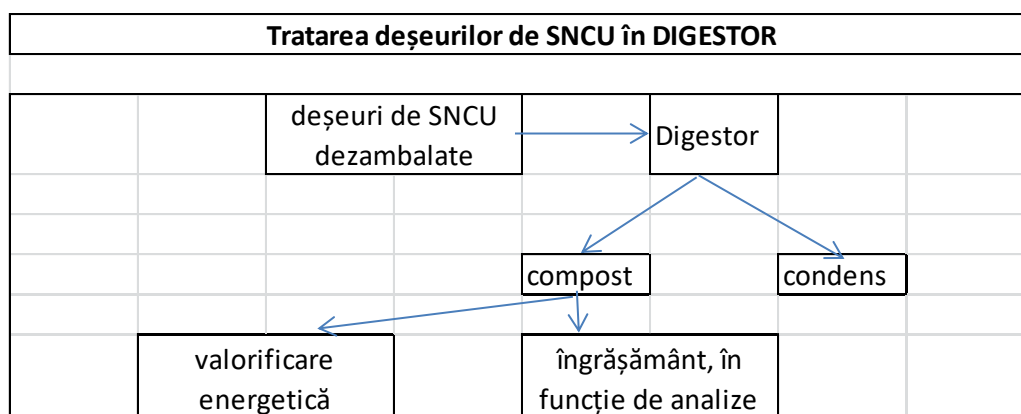 Tratarea deșeurilor de SNCU în DIGESTOR
deșeuri de SNCU
dezambalate
Digestor
compost
condens
valorificare
energetică
îngrășământ, în
funcție de analize